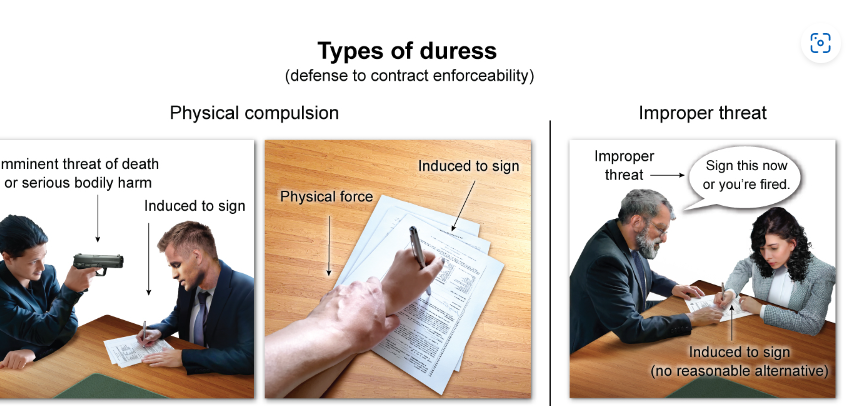 Types of duress
(defense to contract enforceability)
Physical compulsion
mminent threat of death
or serious bodily harm
Induced to sign
Physical force
Induced to sign
Improper threat
Improper
threat
Sign this now
or you're fired.
Induced to sign
(no reasonable alternative)